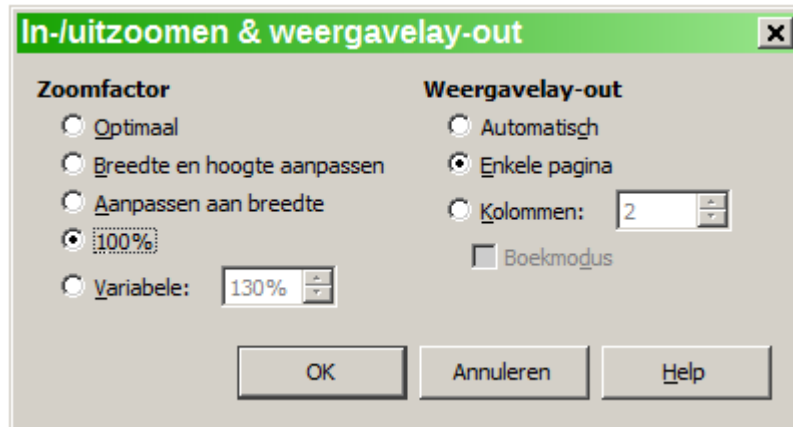 In-/uitzoomen & weergavelay-out
Zoomfactor
Optimaal
Breedte en hoogte aanpassen
Aanpassen aan breedte
100%
Variabele: 130%
Weergavelay-out
Automatisch
Enkele pagina
Kolommen: 2
Boekmodus
OK Annuleren Help